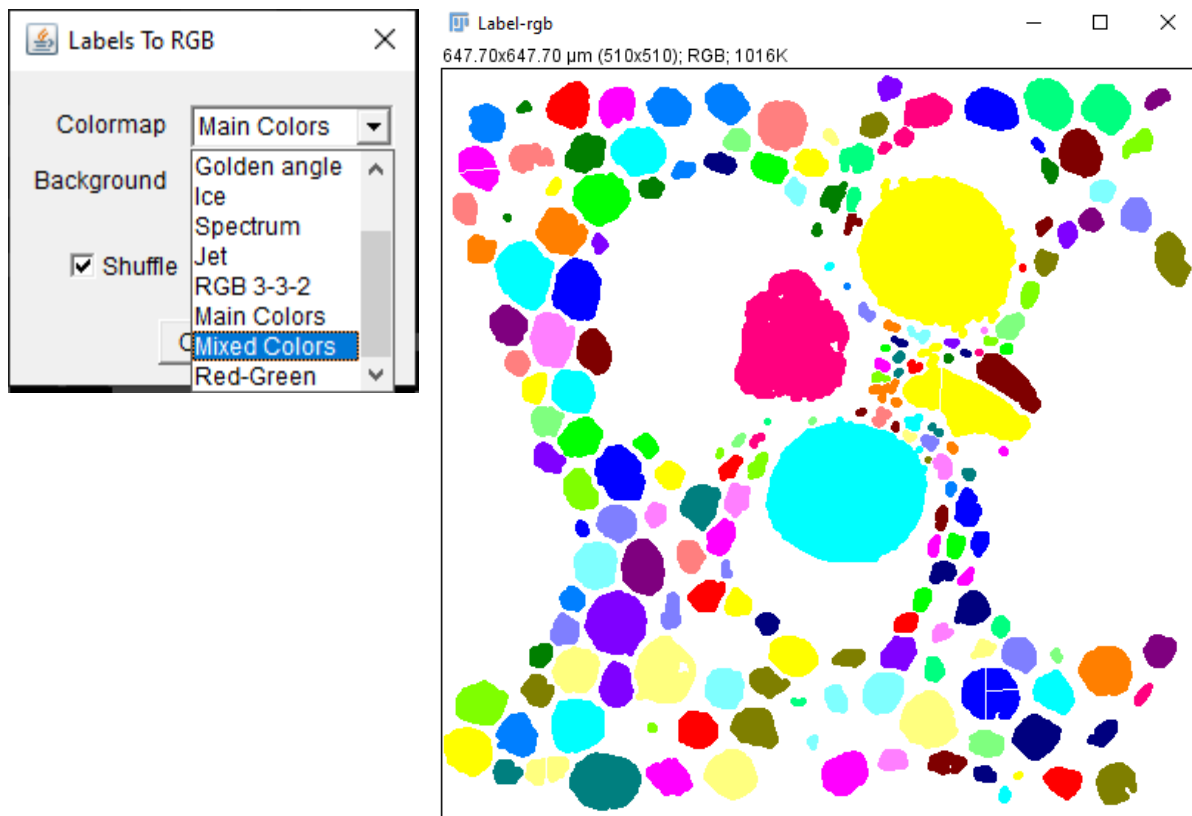 Labels To RGB
Colormap Main Colors
Golden angle
Background
Ice
Spectrum
Jet
Shuffle
RGB 3-3-2
Main Colors
Mixed Colors
Red-Green
Label-rgb
647.70x647.70 µm (510x510); RGB; 1016K